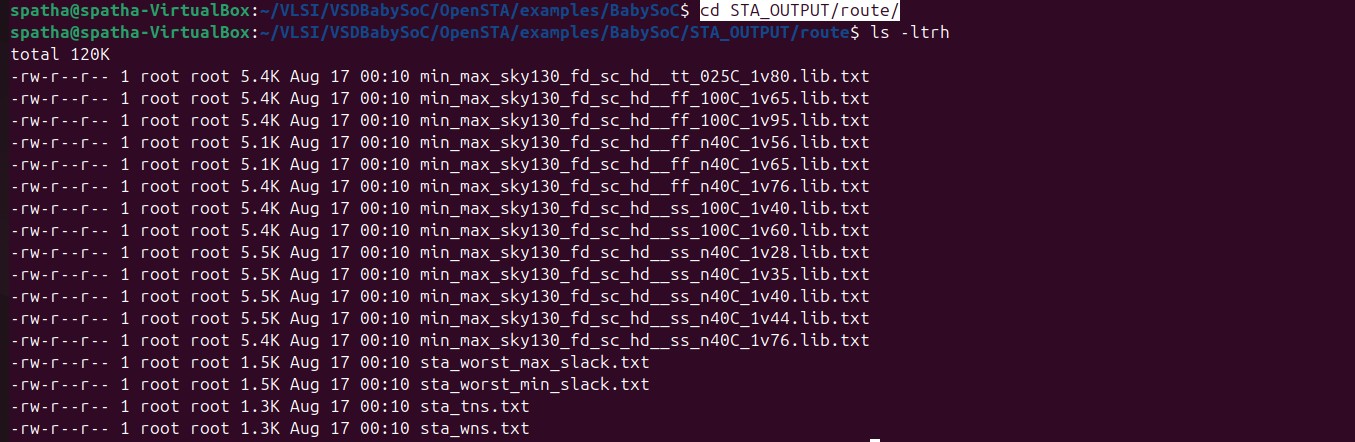 spatha@spatha-VirtualBox:~/VLSI/VSDBabySoC/OpenSTA/examples/BabySoC$ cd STA_OUTPUT/route/
spatha@spatha-VirtualBox:~/VLSI/VSDBabySoC/OpenSTA/examples/BabySoC/STA_OUTPUT/route$ ls -ltrh
total 120K
-rw-r--r-- 1 root root 5.4K Aug 17 00:10 min_max_sky130_fd_sc_hd__tt_025C_1v80.lib.txt
-rw-r--r-- 1 root root 5.4K Aug 17 00:10 min_max_sky130_fd_sc_hd__ff_100C_1v65.lib.txt
-rw-r--r-- 1 root root 5.4K Aug 17 00:10 min_max_sky130_fd_sc_hd__ff_100C_1v95.lib.txt
-rw-r--r-- 1 root root 5.1K Aug 17 00:10 min_max_sky130_fd_sc_hd__ff_n40C_1v56.lib.txt
-rw-r--r-- 1 root root 5.1K Aug 17 00:10 min_max_sky130_fd_sc_hd__ff_n40C_1v65.lib.txt
-rw-r--r-- 1 root root 5.4K Aug 17 00:10 min_max_sky130_fd_sc_hd__ff_n40C_1v76.lib.txt
-rw-r--r-- 1 root root 5.4K Aug 17 00:10 min_max_sky130_fd_sc_hd__ss_100C_1v40.lib.txt
-rw-r--r-- 1 root root 5.4K Aug 17 00:10 min_max_sky130_fd_sc_hd__ss_100C_1v60.lib.txt
-rw-r--r-- 1 root root 5.5K Aug 17 00:10 min_max_sky130_fd_sc_hd__ss_n40C_1v28.lib.txt
-rw-r--r-- 1 root root 5.5K Aug 17 00:10 min_max_sky130_fd_sc_hd__ss_n40C_1v35.lib.txt
-rw-r--r-- 1 root root 5.5K Aug 17 00:10 min_max_sky130_fd_sc_hd__ss_n40C_1v40.lib.txt
-rw-r--r-- 1 root root 5.5K Aug 17 00:10 min_max_sky130_fd_sc_hd__ss_n40C_1v44.lib.txt
-rw-r--r-- 1 root root 5.4K Aug 17 00:10 min_max_sky130_fd_sc_hd__ss_n40C_1v76.lib.txt
-rw-r--r-- 1 root root 1.5K Aug 17 00:10 sta_worst_max_slack.txt
-rw-r--r-- 1 root root 1.5K Aug 17 00:10 sta_worst_min_slack.txt
-rw-r--r-- 1 root root 1.3K Aug 17 00:10 sta_tns.txt
-rw-r--r-- 1 root root 1.3K Aug 17 00:10 sta_wns.txt